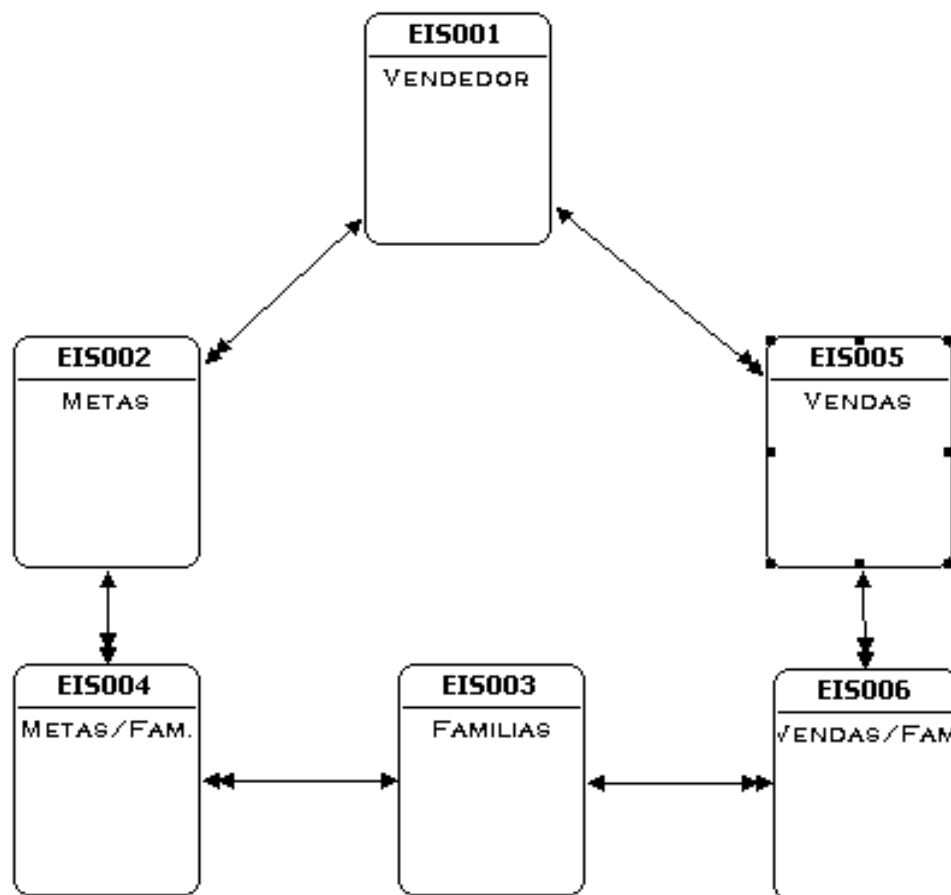 EIS001
VENDEDOR
EIS002
METAS
EIS005
VENDAS
EIS004
METAS/FAM.
EIS003
FAMILIAS
EIS006
VENDAS/FAM